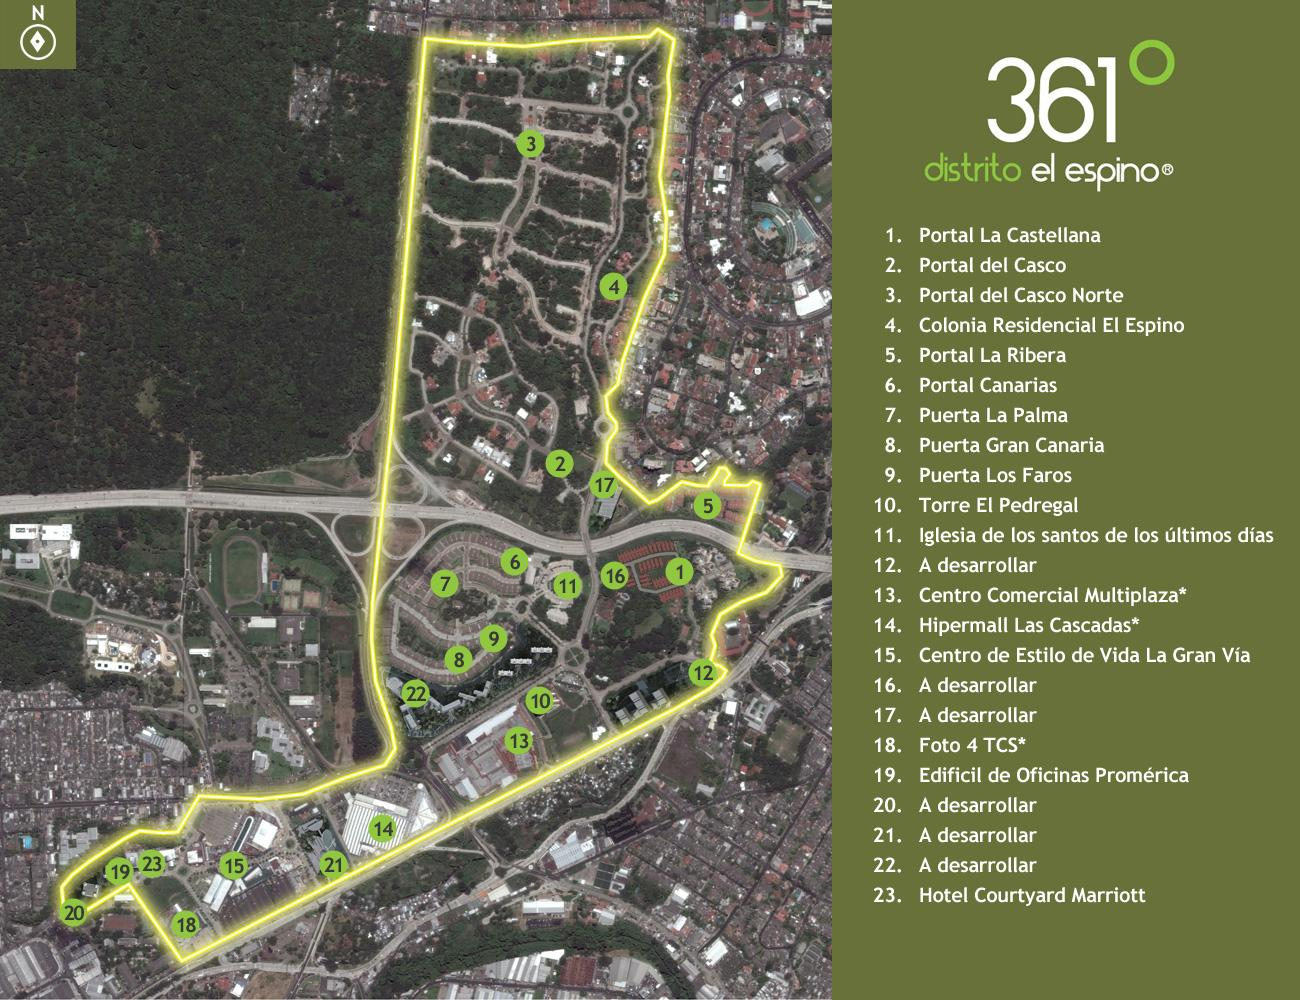 N
361°
distrito el espino®
1. Portal La Castellana
2. Portal del Casco
3. Portal del Casco Norte
4. Colonia Residencial El Espino
5. Portal La Ribera
6. Portal Canarias
7. Puerta La Palma
8. Puerta Gran Canaria
9. Puerta Los Faros
10. Torre El Pedregal
11. Iglesia de los santos de los últimos días
12. A desarrollar
13. Centro Comercial Multiplaza*
14. Hipermall Las Cascadas*
15. Centro de Estilo de Vida La Gran Vía
16. A desarrollar
17. A desarrollar
18. Foto 4 TCS*
19. Edificil de Oficinas Promérica
20. A desarrollar
21. A desarrollar
22. A desarrollar
23. Hotel Courtyard Marriott
3
4
2
17
5
6
7
11
16
1
9
8
12
22
10
13
14
15
21
19
23
20
18